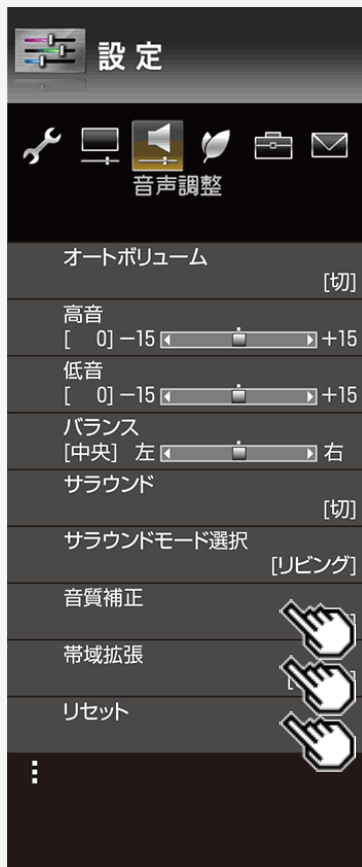 設定
音声調整
オートボリューム
[切]
高音
[ 0] −15 +15
低音
[ 0] −15 +15
バランス
[中央] 左 右
サラウンド
[切]
サラウンドモード選択
[リビング]
音質補正
]
帯域拡張
[
リセット
⋮